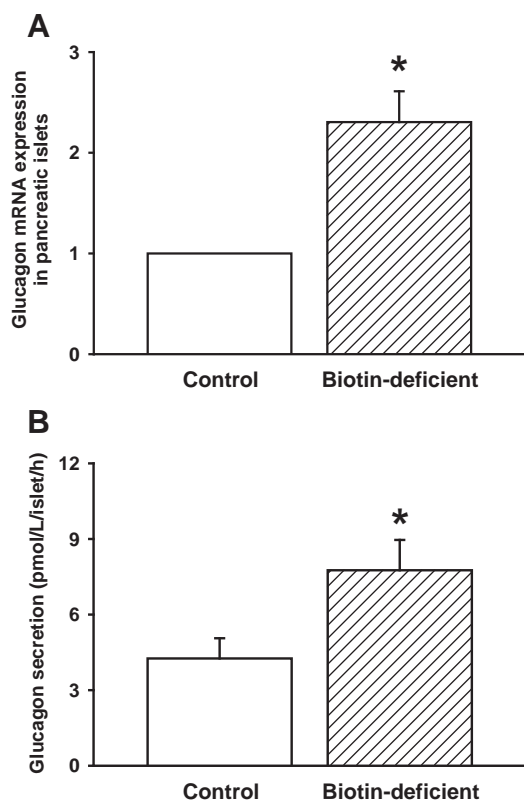 A
Glucagon mRNA expression
in pancreatic islets
3
2
1
0
*
Control
Biotin-deficient
B
Glucagon secretion (pmol/L/islet/h)
12
9
6
3
0
*
Control
Biotin-deficient